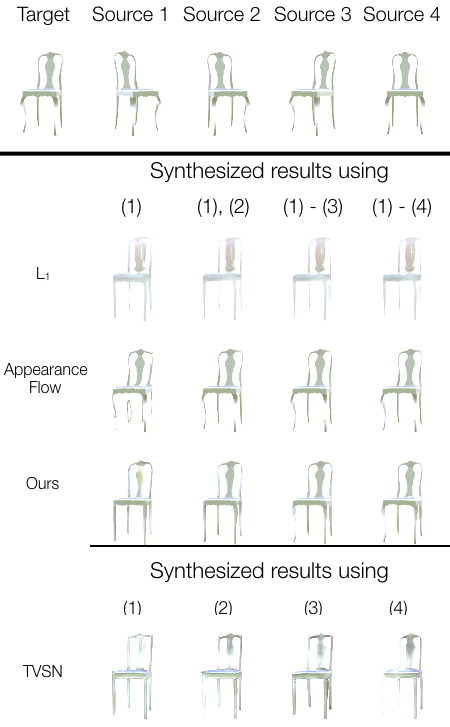 Target Source 1 Source 2 Source 3 Source 4
Synthesized results using
(1) (1), (2) (1) - (3) (1) - (4)
L₁
Appearance
Flow
Ours
Synthesized results using
(1) (2) (3) (4)
TVSN